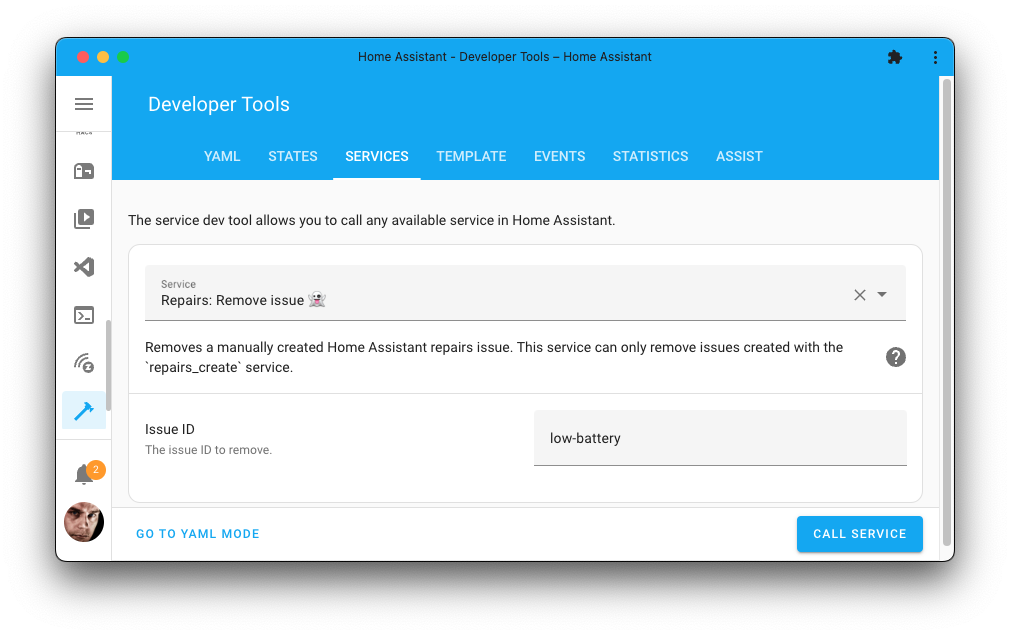 Home Assistant - Developer Tools – Home Assistant
Developer Tools
YAML STATES SERVICES TEMPLATE EVENTS STATISTICS ASSIST
The service dev tool allows you to call any available service in Home Assistant.
Service
Repairs: Remove issue 👻
Removes a manually created Home Assistant repairs issue. This service can only remove issues created with the
`repairs_create` service.
Issue ID
The issue ID to remove.
low-battery
2
GO TO YAML MODE
CALL SERVICE